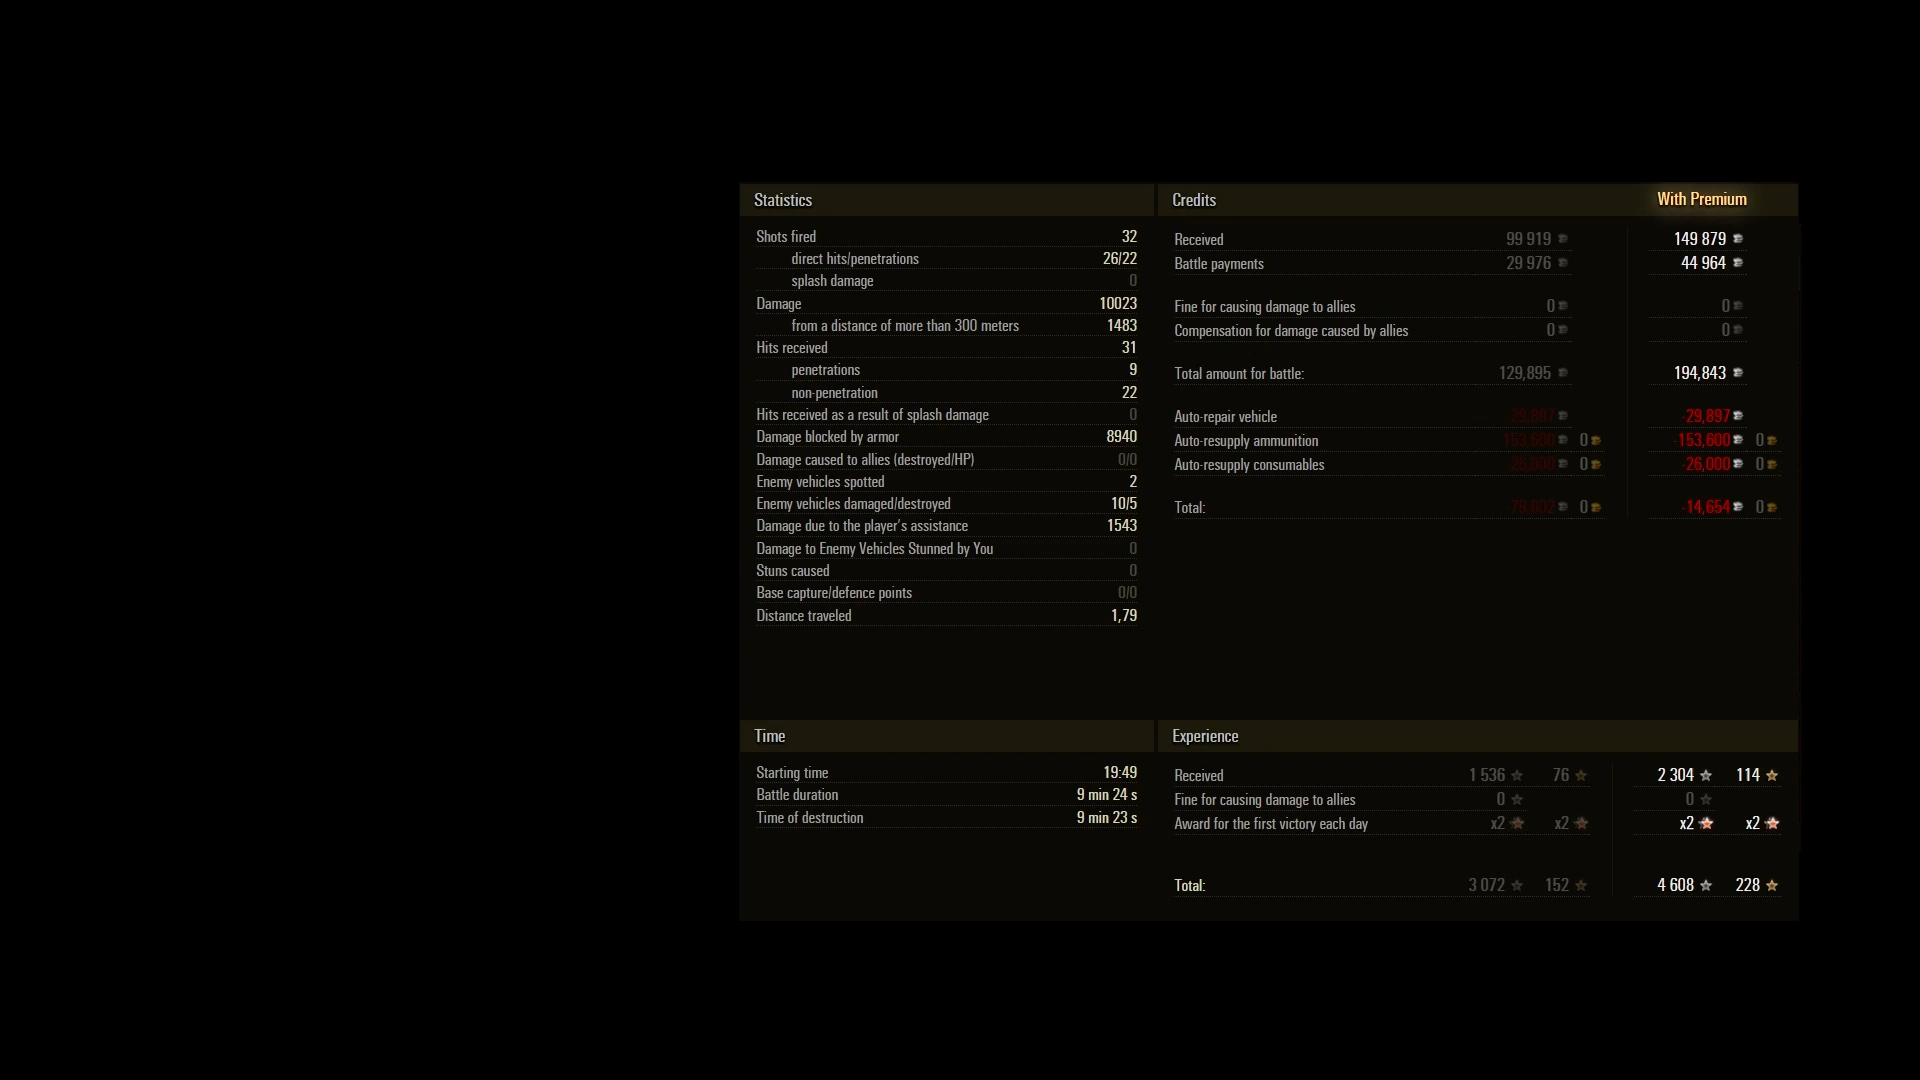 Statistics
Shots fired 32
direct hits/penetrations 26/22
splash damage 0
Damage 10023
from a distance of more than 300 meters 1483
Hits received 31
penetrations 9
non-penetration 22
Hits received as a result of splash damage 0
Damage blocked by armor 8940
Damage caused to allies (destroyed/HP) 0/0
Enemy vehicles spotted 2
Enemy vehicles damaged/destroyed 10/5
Damage due to the player's assistance 1543
Damage to Enemy Vehicles Stunned by You 0
Stuns caused 0
Base capture/defence points 0/0
Distance traveled 1,79
Credits With Premium
Received 99 919 149 879
Battle payments 29 976 44 964
Fine for causing damage to allies 0 0
Compensation for damage caused by allies 0 0
Total amount for battle: 129,895 194,843
Auto-repair vehicle -29,897 -29,897
Auto-resupply ammunition -153,600 0 -153,600 0
Auto-resupply consumables -26,000 0 -26,000 0
Total: 0 -14,654 0
Time
Starting time 19:49
Battle duration 9 min 24 s
Time of destruction 9 min 23 s
Experience
Received 1 536 76 2 304 114
Fine for causing damage to allies 0 0
Award for the first victory each day x2 x2 x2 x2
Total: 3 072 152 4 608 228